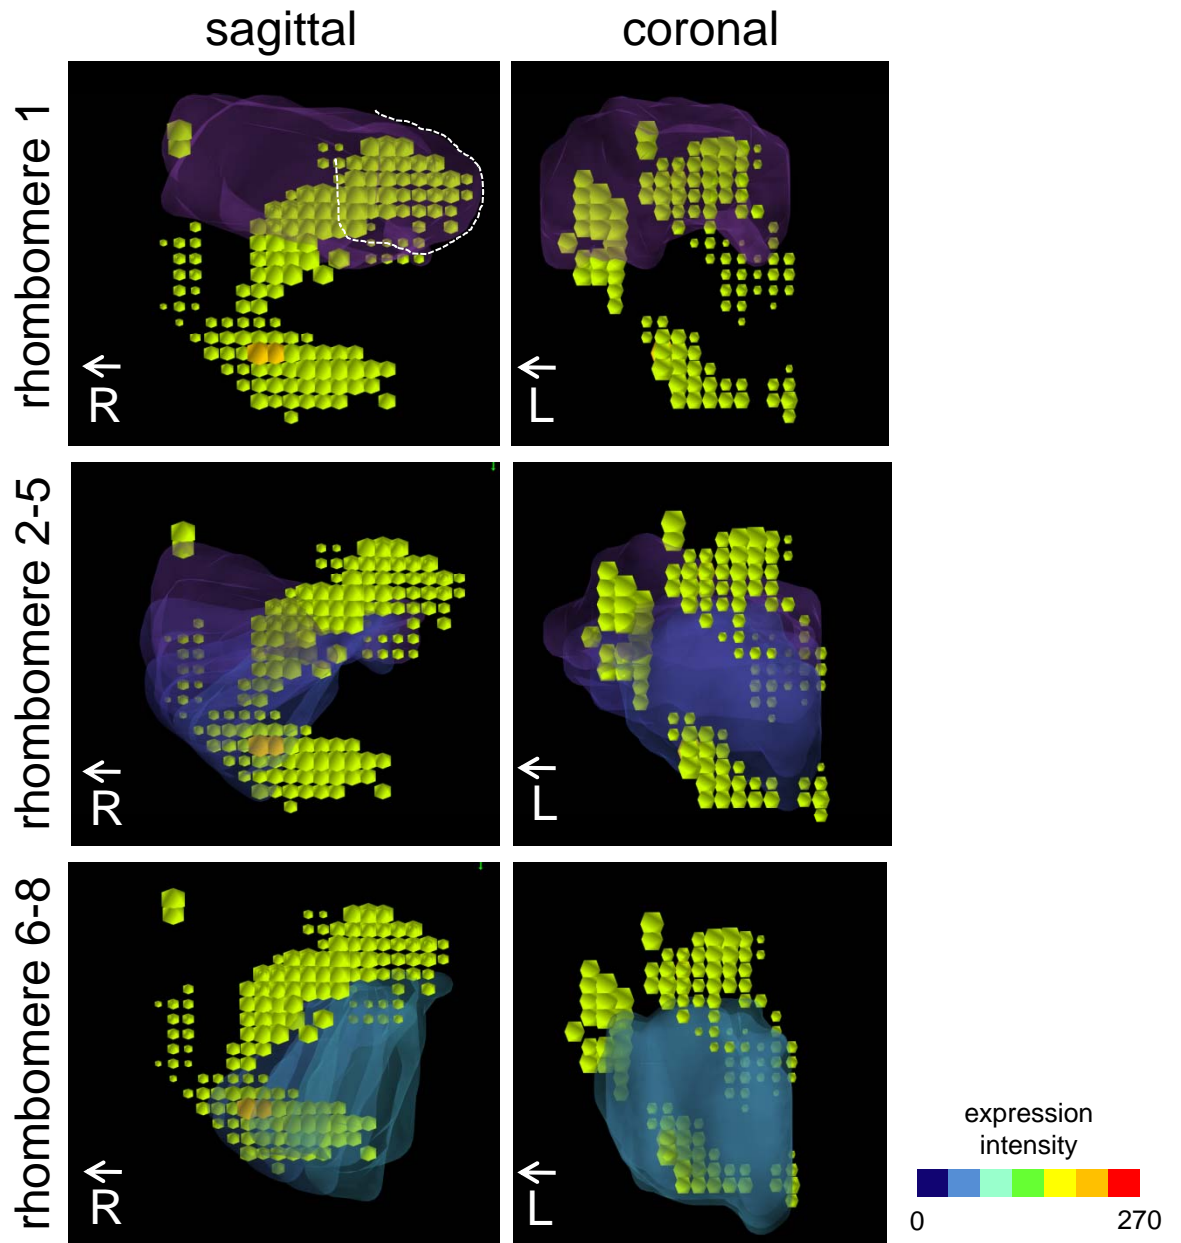 sagittal
coronal
rhombomere 1
R
L
rhombomere 2-5
R
L
rhombomere 6-8
R
L
expression
intensity
0
270